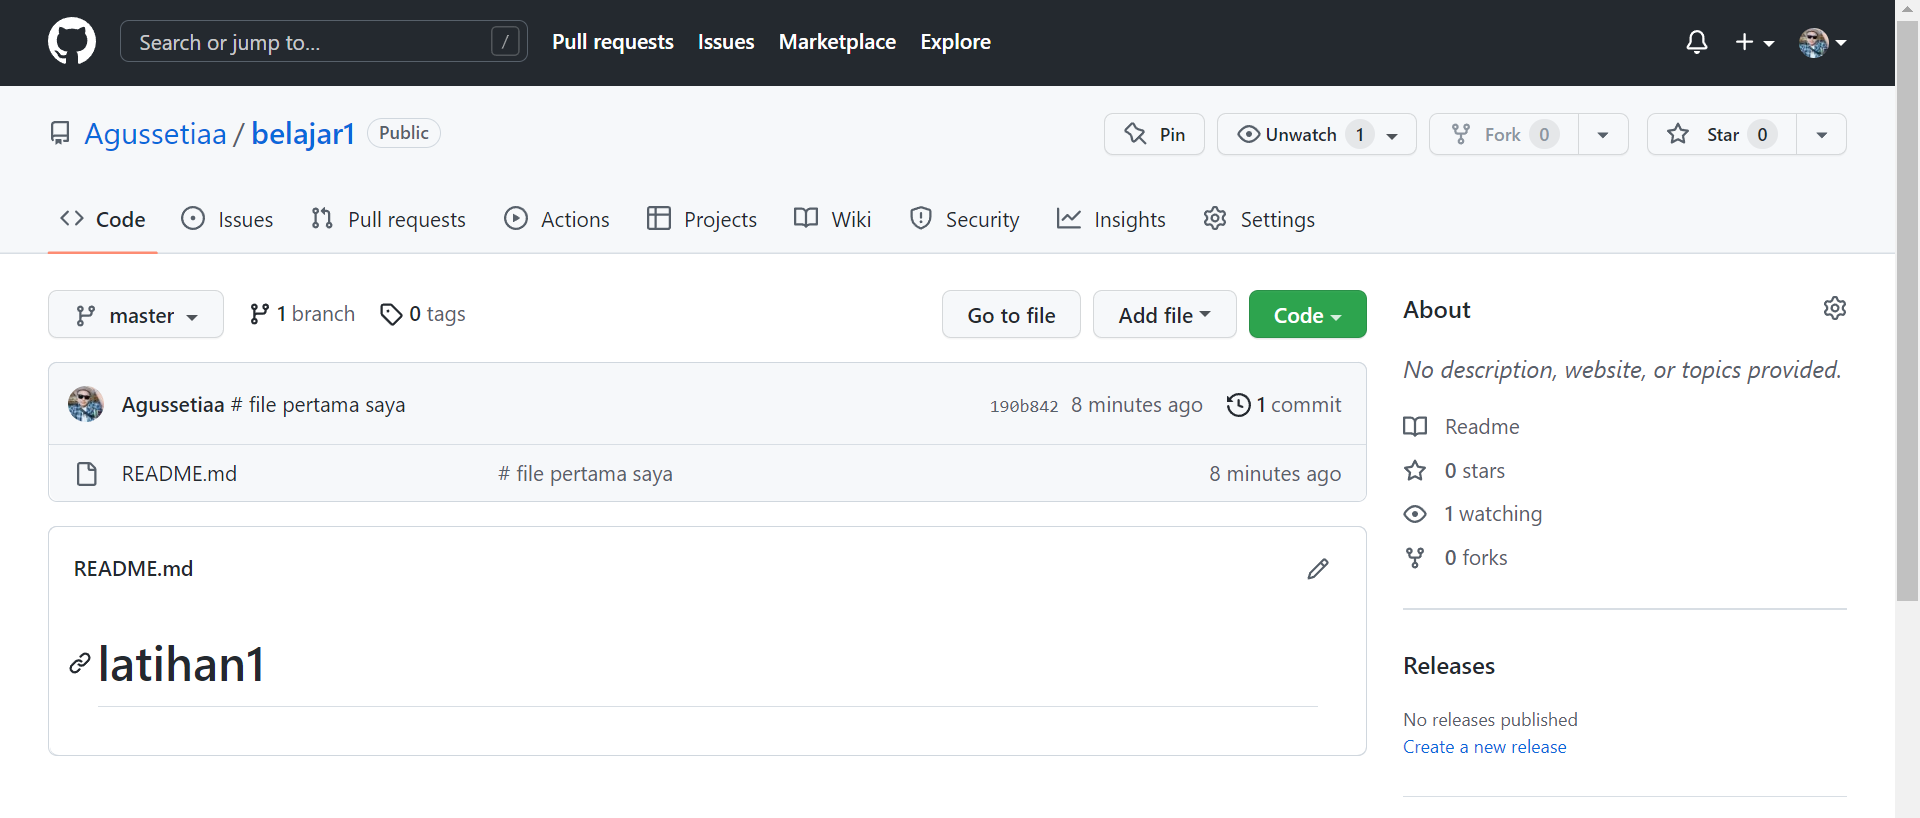 Search or jump to... /
Pull requests Issues Marketplace Explore
Agussetiaa / belajar1 Public
Pin Unwatch 1 Fork 0 Star 0
Code Issues Pull requests Actions Projects Wiki Security Insights Settings
master 1 branch 0 tags
Go to file Add file Code
Agussetiaa # file pertama saya 190b842 8 minutes ago 1 commit
README.md # file pertama saya 8 minutes ago
README.md
latihan1
About
No description, website, or topics provided.
Readme
0 stars
1 watching
0 forks
Releases
No releases published
Create a new release